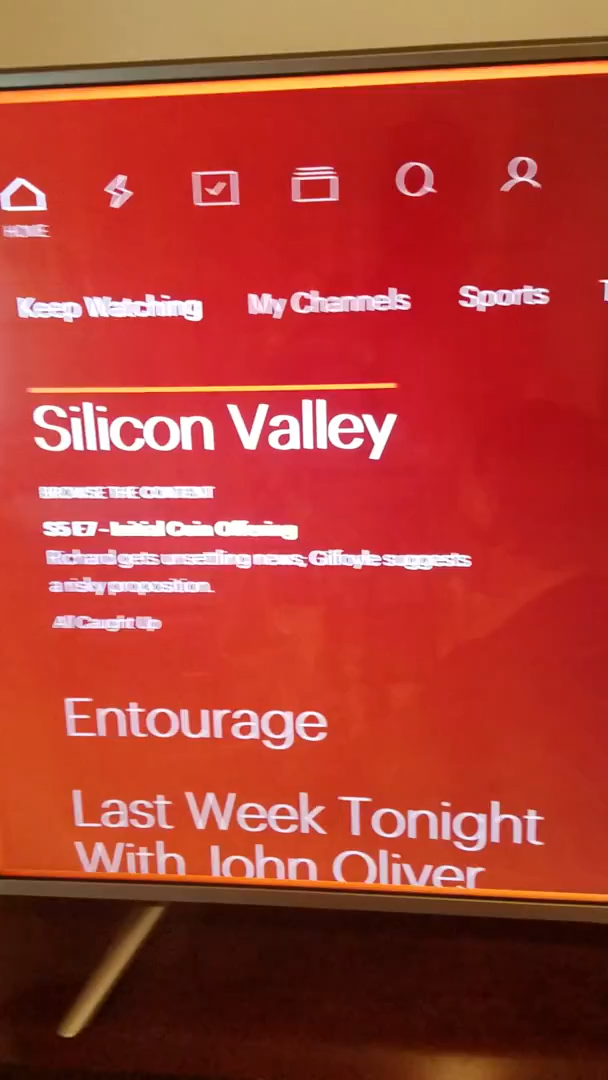 HOME
Keep Watching My Channels Sports
Silicon Valley
BROWSE THE CONTENT
S5 E7 - Initial Coin Offering
Richard gets unsettling news; Gilfoyle suggests
a risky proposition.
All Caught Up
Entourage
Last Week Tonight
With John Oliver